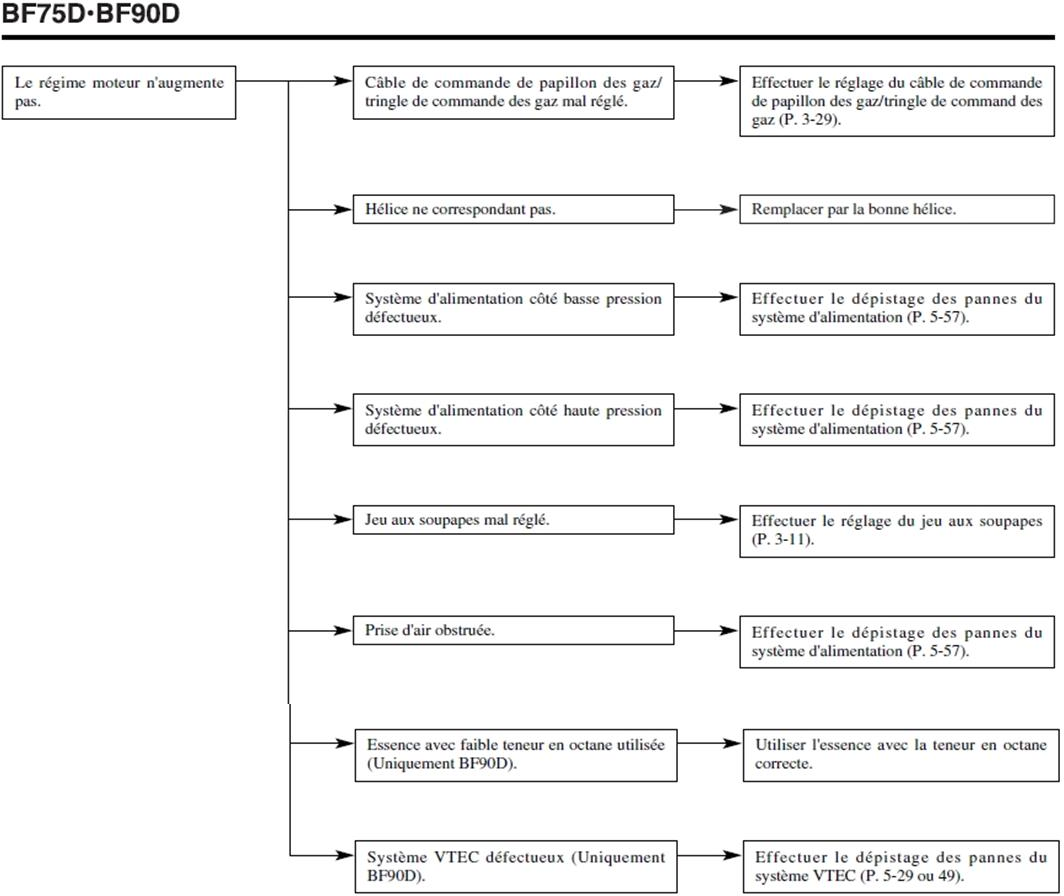 BF75D·BF90D
Le régime moteur n'augmente
pas.
Câble de commande de papillon des gaz/
tringle de commande des gaz mal réglé.
Effectuer le réglage du câble de commande
de papillon des gaz/tringle de command des
gaz (P. 3-29).
Hélice ne correspondant pas.
Remplacer par la bonne hélice.
Système d'alimentation côté basse pression
défectueux.
Effectuer le dépistage des pannes du
système d'alimentation (P. 5-57).
Système d'alimentation côté haute pression
défectueux.
Effectuer le dépistage des pannes du
système d'alimentation (P. 5-57).
Jeu aux soupapes mal réglé.
Effectuer le réglage du jeu aux soupapes
(P. 3-11).
Prise d'air obstruée.
Effectuer le dépistage des pannes du
système d'alimentation (P. 5-57).
Essence avec faible teneur en octane utilisée
(Uniquement BF90D).
Utiliser l'essence avec la teneur en octane
correcte.
Système VTEC défectueux (Uniquement
BF90D).
Effectuer le dépistage des pannes du
système VTEC (P. 5-29 ou 49).